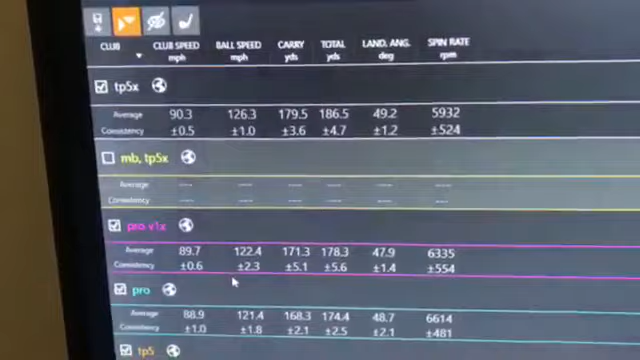 CLUB CLUB SPEED BALL SPEED CARRY TOTAL LAND. ANG. SPIN RATE
mph mph yds yds deg rpm
tp5x
Average 90.3 126.3 179.5 186.5 49.2 5932
Consistency ±0.5 ±1.0 ±3.6 ±4.7 ±1.2 ±524
mb, tp5x
Average ---- ---- ---- ---- ---- ----
Consistency ---- ---- ---- ---- ---- ----
pro v1x
Average 89.7 122.4 171.3 178.3 47.9 6335
Consistency ±0.6 ±2.3 ±5.1 ±5.6 ±1.4 ±554
pro
Average 88.9 121.4 168.3 174.4 48.7 6614
Consistency ±1.0 ±1.8 ±2.1 ±2.5 ±2.1 ±481
tp5